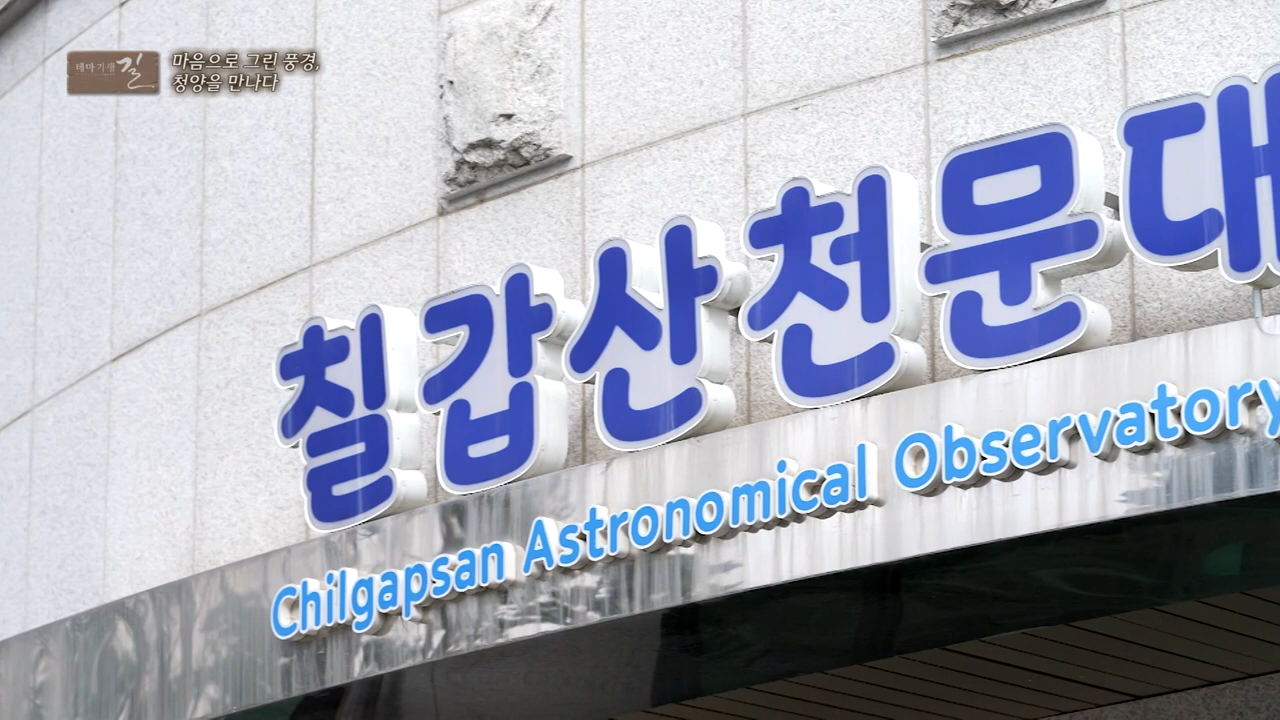 테마기행 길
마음으로 그린 풍경,
청양을 만나다
칠갑산천문대
Chilgapsan Astronomical Observatory